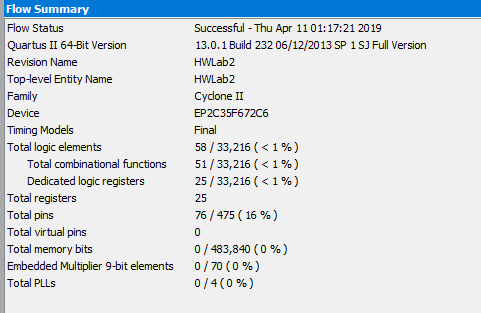 Flow Summary
Flow Status Successful - Thu Apr 11 01:17:21 2019
Quartus II 64-Bit Version 13.0.1 Build 232 06/12/2013 SP 1 SJ Full Version
Revision Name HWLab2
Top-level Entity Name HWLab2
Family Cyclone II
Device EP2C35F672C6
Timing Models Final
Total logic elements 58 / 33,216 ( < 1 % )
Total combinational functions 51 / 33,216 ( < 1 % )
Dedicated logic registers 25 / 33,216 ( < 1 % )
Total registers 25
Total pins 76 / 475 ( 16 % )
Total virtual pins 0
Total memory bits 0 / 483,840 ( 0 % )
Embedded Multiplier 9-bit elements 0 / 70 ( 0 % )
Total PLLs 0 / 4 ( 0 % )